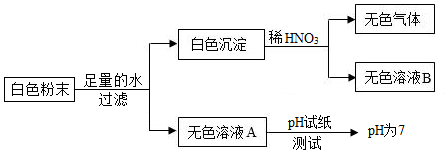 白色粉末
足量的水
过滤
白色沉淀
稀HNO₃
无色气体
无色溶液B
无色溶液A
pH试纸
测试
pH为7